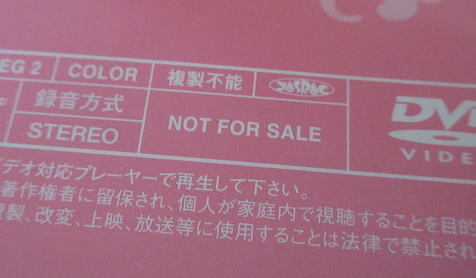 EG 2 COLOR 複製不能 JASRAC
録音方式 NOT FOR SALE DVD
STEREO VIDE
デオ対応プレーヤーで再生して下さい。
著作権者に留保され、個人が家庭内で視聴することを目的
複製、改変、上映、放送等に使用することは法律で禁止され